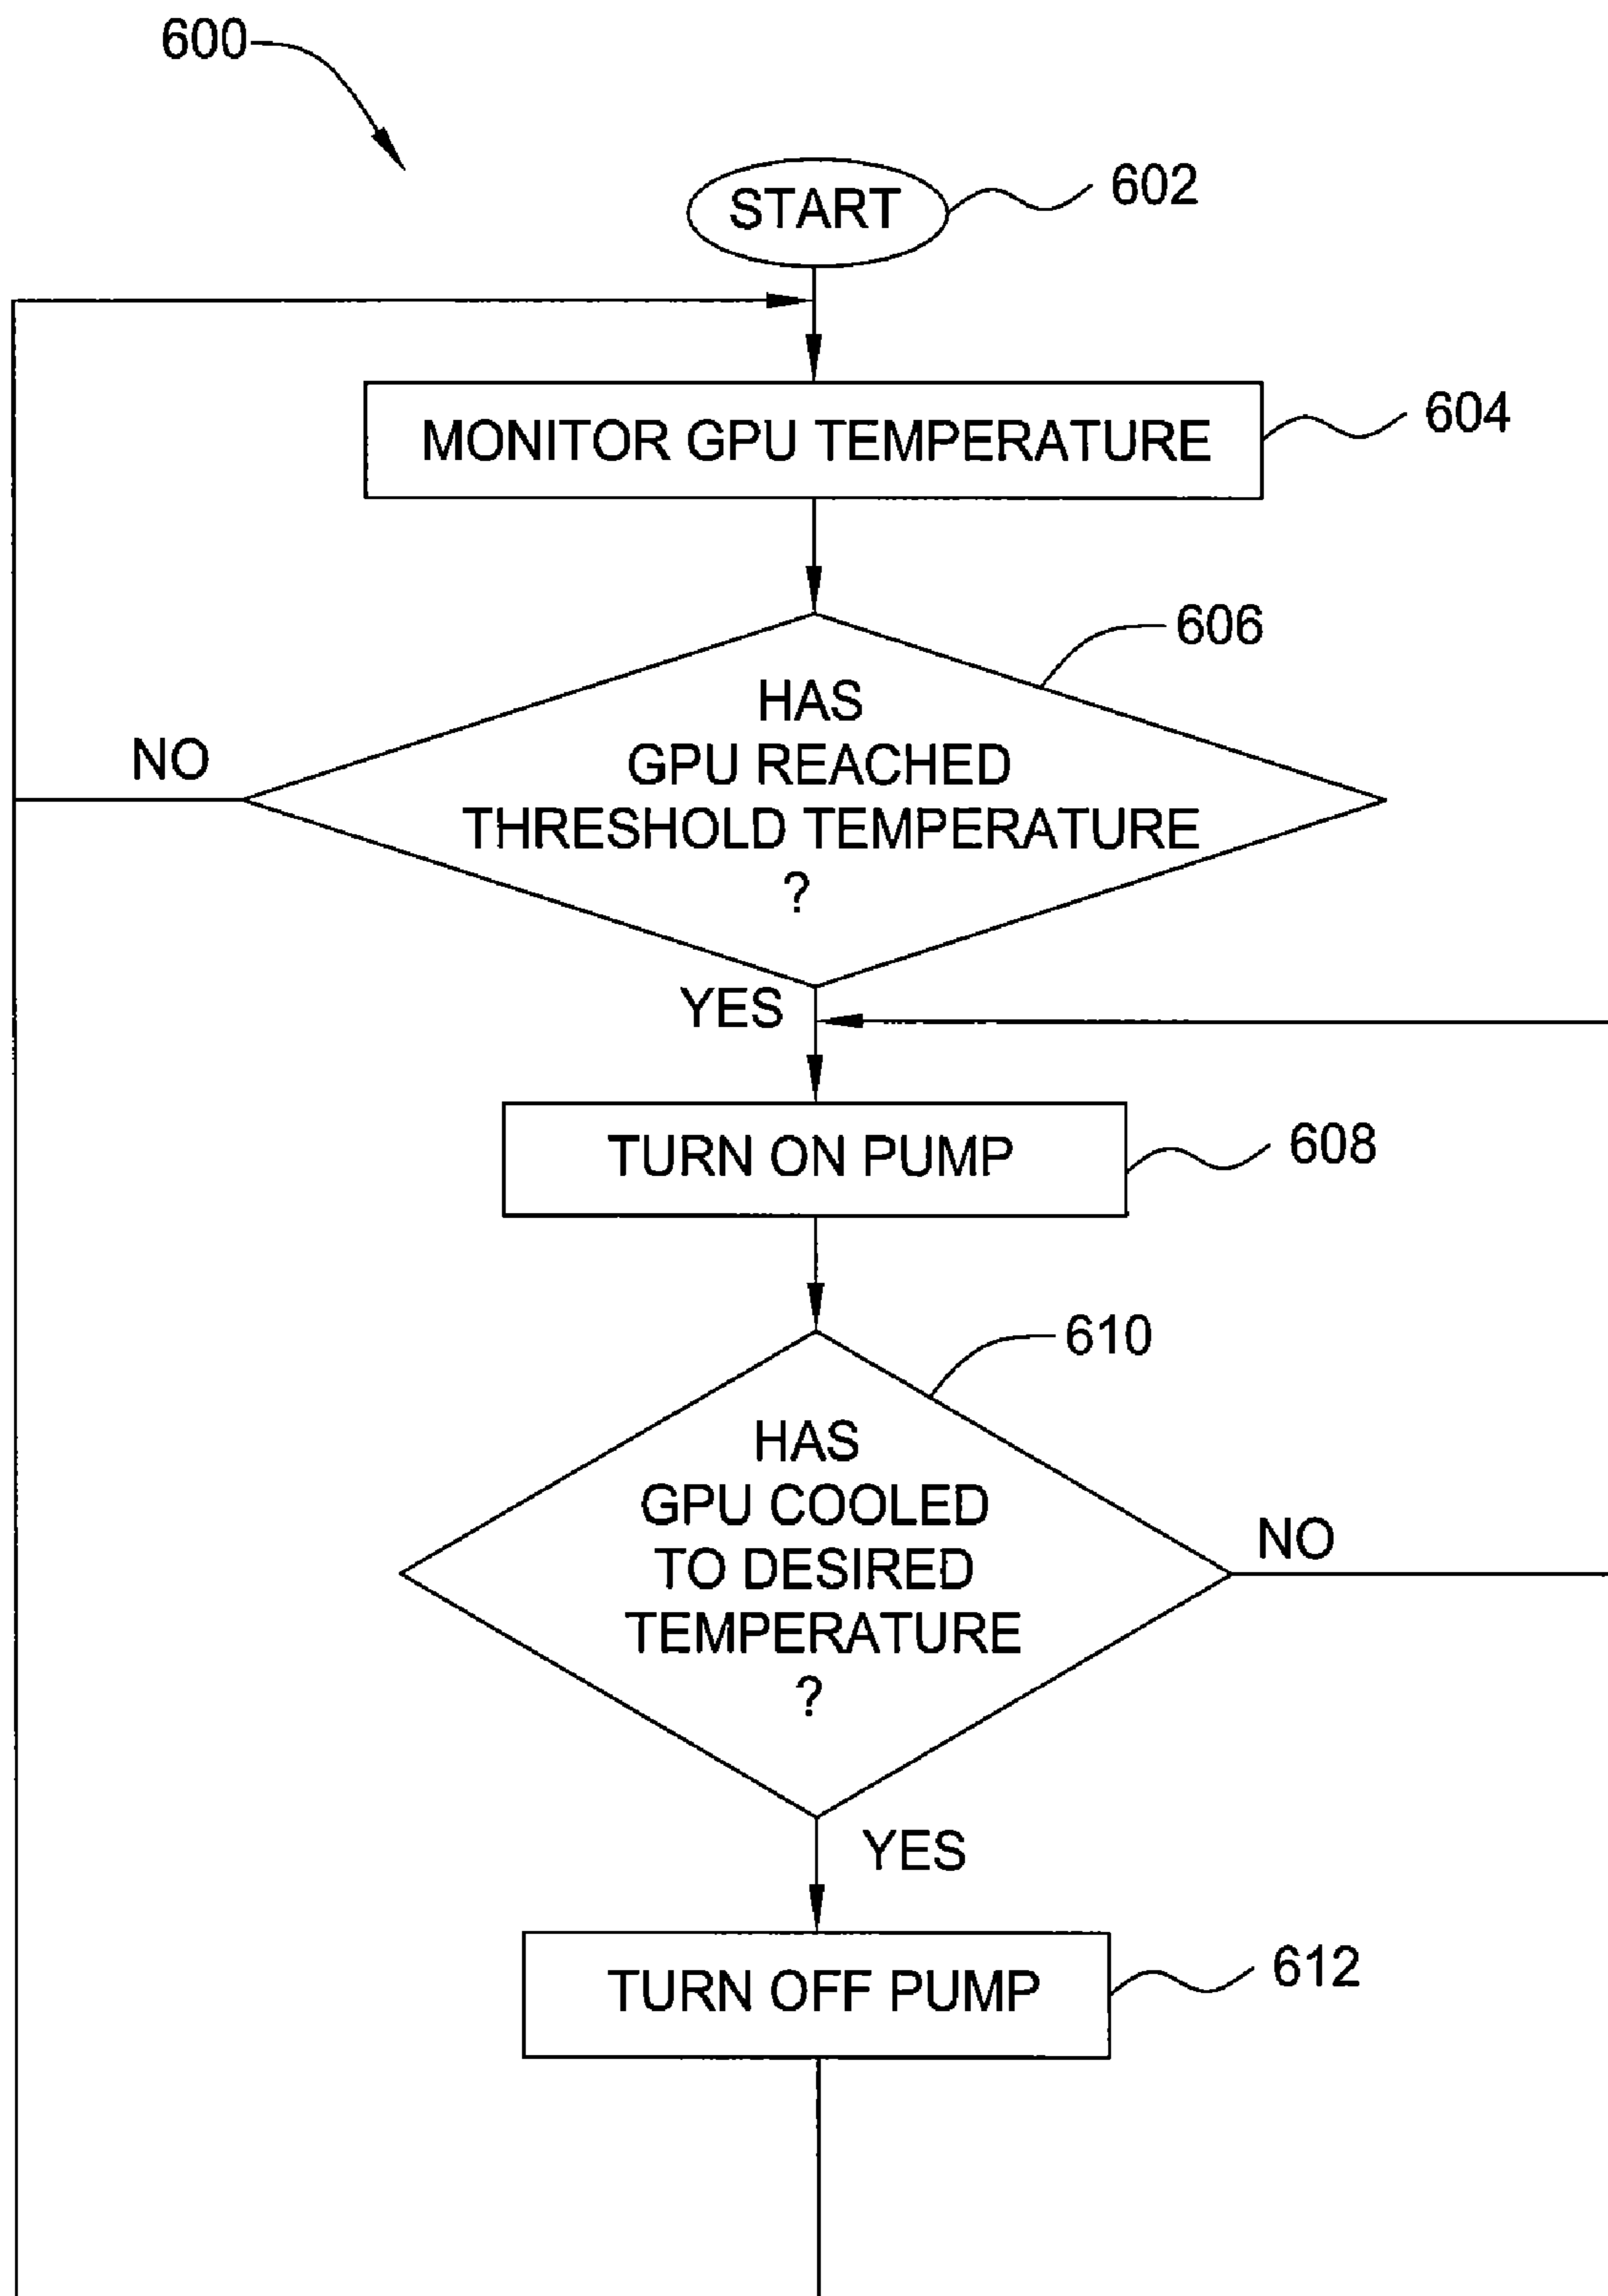 600
START
602
MONITOR GPU TEMPERATURE
604
606
HAS
GPU REACHED
THRESHOLD TEMPERATURE
?
NO
YES
TURN ON PUMP
608
610
HAS
GPU COOLED
TO DESIRED
TEMPERATURE
?
NO
YES
TURN OFF PUMP
612